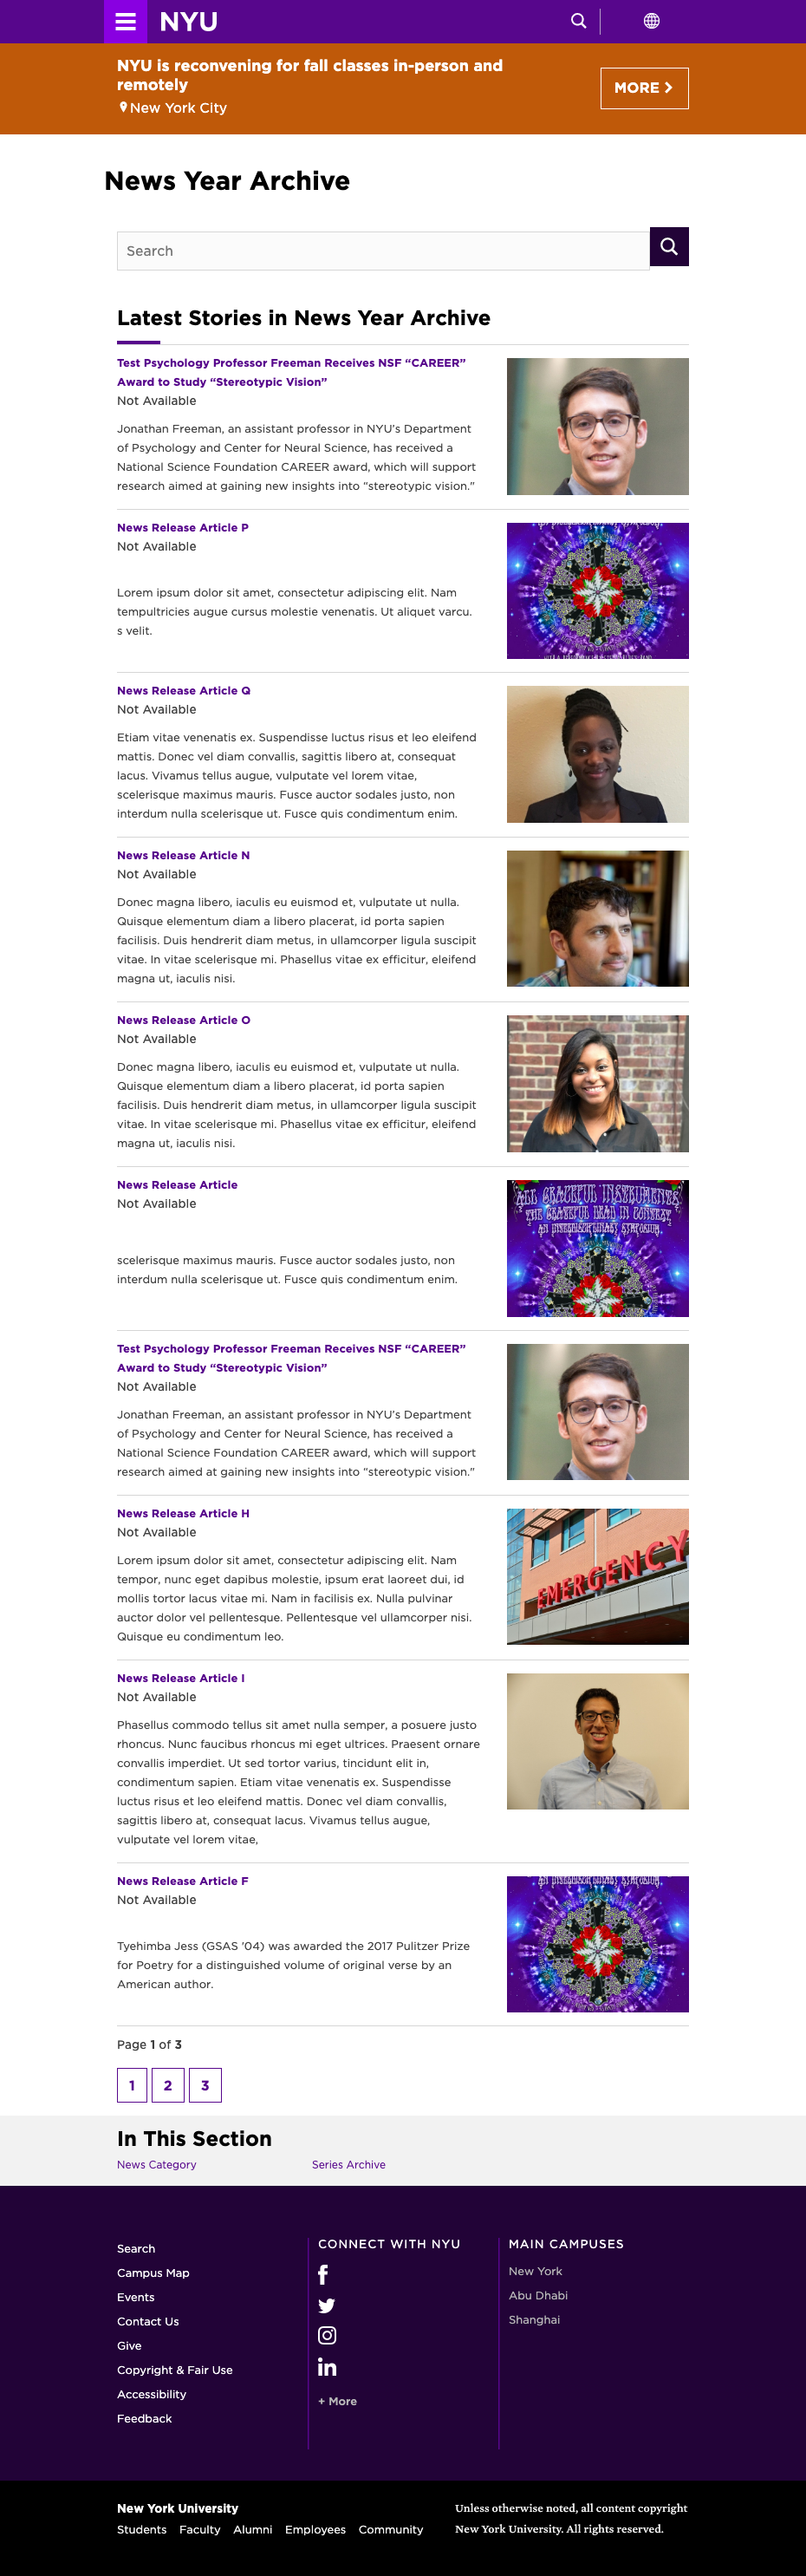 NYU
NYU is reconvening for fall classes in-person and
remotely
New York City
MORE
News Year Archive
Search
Latest Stories in News Year Archive
Test Psychology Professor Freeman Receives NSF “CAREER”
Award to Study “Stereotypic Vision”
Not Available
Jonathan Freeman, an assistant professor in NYU’s Department
of Psychology and Center for Neural Science, has received a
National Science Foundation CAREER award, which will support
research aimed at gaining new insights into “stereotypic vision.”
News Release Article P
Not Available
Lorem ipsum dolor sit amet, consectetur adipiscing elit. Nam
tempultricies augue cursus molestie venenatis. Ut aliquet varcu.
s velit.
News Release Article Q
Not Available
Etiam vitae venenatis ex. Suspendisse luctus risus et leo eleifend
mattis. Donec vel diam convallis, sagittis libero at, consequat
lacus. Vivamus tellus augue, vulputate vel lorem vitae,
scelerisque maximus mauris. Fusce auctor sodales justo, non
interdum nulla scelerisque ut. Fusce quis condimentum enim.
News Release Article N
Not Available
Donec magna libero, iaculis eu euismod et, vulputate ut nulla.
Quisque elementum diam a libero placerat, id porta sapien
facilisis. Duis hendrerit diam metus, in ullamcorper ligula suscipit
vitae. In vitae scelerisque mi. Phasellus vitae ex efficitur, eleifend
magna ut, iaculis nisi.
News Release Article O
Not Available
Donec magna libero, iaculis eu euismod et, vulputate ut nulla.
Quisque elementum diam a libero placerat, id porta sapien
facilisis. Duis hendrerit diam metus, in ullamcorper ligula suscipit
vitae. In vitae scelerisque mi. Phasellus vitae ex efficitur, eleifend
magna ut, iaculis nisi.
News Release Article
Not Available
scelerisque maximus mauris. Fusce auctor sodales justo, non
interdum nulla scelerisque ut. Fusce quis condimentum enim.
ALL GRACEFUL INSTRUMENTS
THE GRATEFUL DEAD IN CONTEXT
AN INTERDISCIPLINARY SYMPOSIUM
Test Psychology Professor Freeman Receives NSF “CAREER”
Award to Study “Stereotypic Vision”
Not Available
Jonathan Freeman, an assistant professor in NYU’s Department
of Psychology and Center for Neural Science, has received a
National Science Foundation CAREER award, which will support
research aimed at gaining new insights into “stereotypic vision.”
News Release Article H
Not Available
Lorem ipsum dolor sit amet, consectetur adipiscing elit. Nam
tempor, nunc eget dapibus molestie, ipsum erat laoreet dui, id
mollis tortor lacus vitae mi. Nam in facilisis ex. Nulla pulvinar
auctor dolor vel pellentesque. Pellentesque vel ullamcorper nisi.
Quisque eu condimentum leo.
EMERGENCY
News Release Article I
Not Available
Phasellus commodo tellus sit amet nulla semper, a posuere justo
rhoncus. Nunc faucibus rhoncus mi eget ultrices. Praesent ornare
convallis imperdiet. Ut sed tortor varius, tincidunt elit in,
condimentum sapien. Etiam vitae venenatis ex. Suspendisse
luctus risus et leo eleifend mattis. Donec vel diam convallis,
sagittis libero at, consequat lacus. Vivamus tellus augue,
vulputate vel lorem vitae,
News Release Article F
Not Available
Tyehimba Jess (GSAS ’04) was awarded the 2017 Pulitzer Prize
for Poetry for a distinguished volume of original verse by an
American author.
Page 1 of 3
1 2 3
In This Section
News Category
Series Archive
Search
Campus Map
Events
Contact Us
Give
Copyright & Fair Use
Accessibility
Feedback
CONNECT WITH NYU
+ More
MAIN CAMPUSES
New York
Abu Dhabi
Shanghai
New York University
Students Faculty Alumni Employees Community
Unless otherwise noted, all content copyright
New York University. All rights reserved.